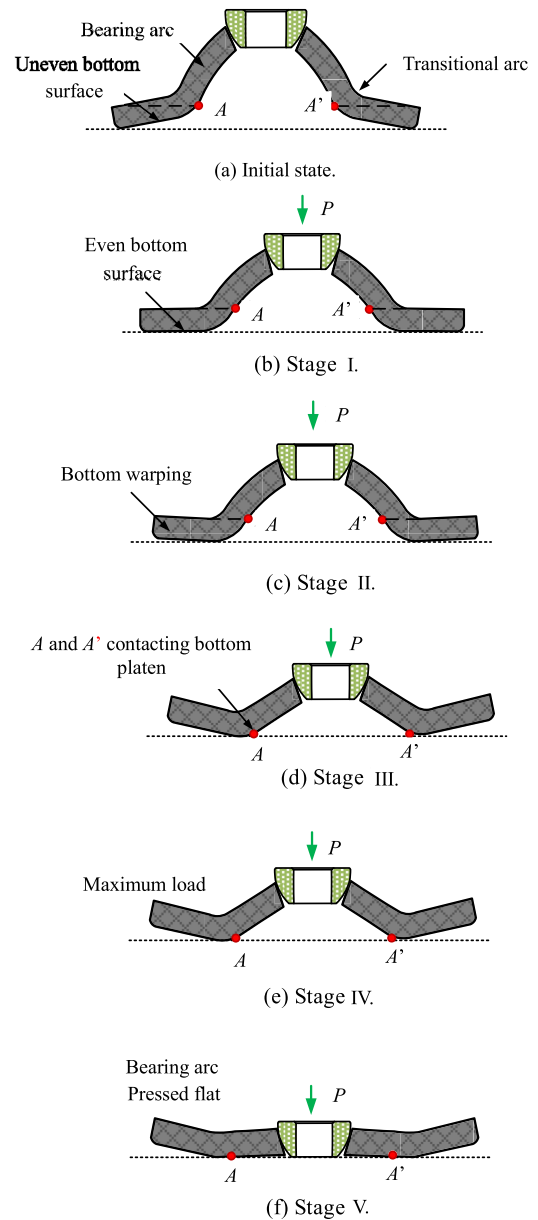 Bearing arc
Uneven bottom
surface
Transitional arc
A
A’
(a) Initial state.
P
Even bottom
surface
A
A’
(b) Stage I.
P
Bottom warping
A
A’
(c) Stage II.
A and A’ contacting bottom
platen
P
A
A’
(d) Stage III.
P
Maximum load
A
A’
(e) Stage IV.
Bearing arc
Pressed flat
P
A
A’
(f) Stage V.